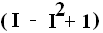 (I - I²+ 1)